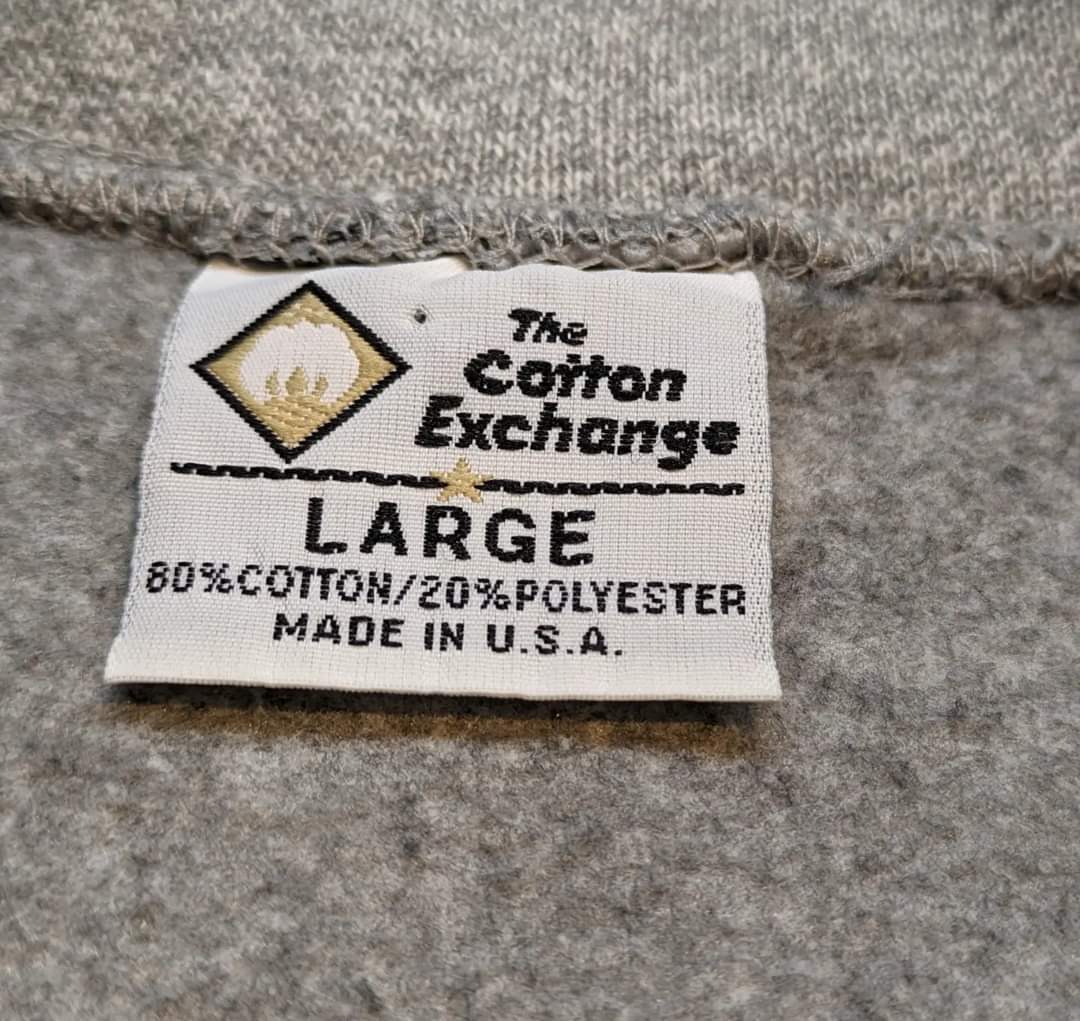 The
Cotton
Exchange
LARGE
80%COTTON/20%POLYESTER
MADE IN U.S.A.